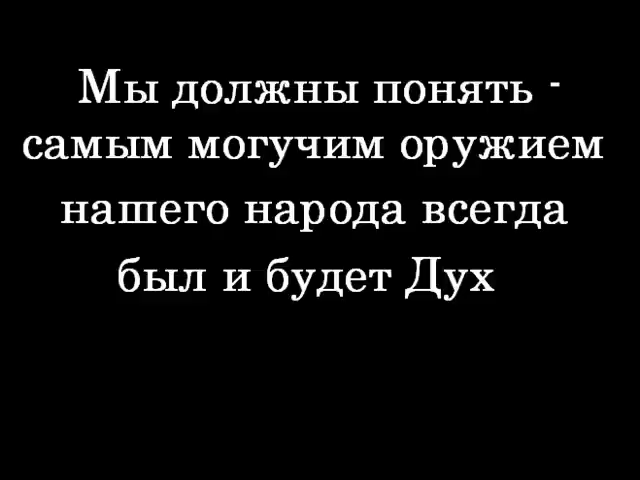 Мы должны понять -
самым могучим оружием
нашего народа всегда
был и будет Дух